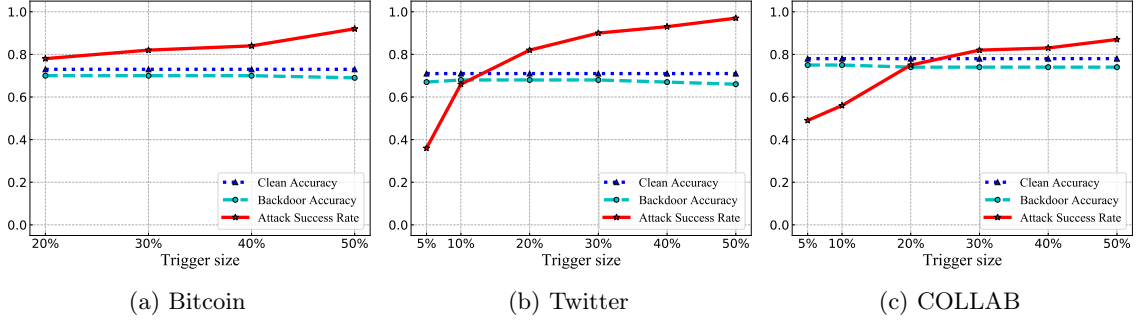 1.0
0.8
0.6
0.4
0.2
0.0
Clean Accuracy
Backdoor Accuracy
Attack Success Rate
20% 30% 40% 50%
Trigger size
(a) Bitcoin
1.0
0.8
0.6
0.4
0.2
0.0
Clean Accuracy
Backdoor Accuracy
Attack Success Rate
5% 10% 20% 30% 40% 50%
Trigger size
(b) Twitter
1.0
0.8
0.6
0.4
0.2
0.0
Clean Accuracy
Backdoor Accuracy
Attack Success Rate
5% 10% 20% 30% 40% 50%
Trigger size
(c) COLLAB